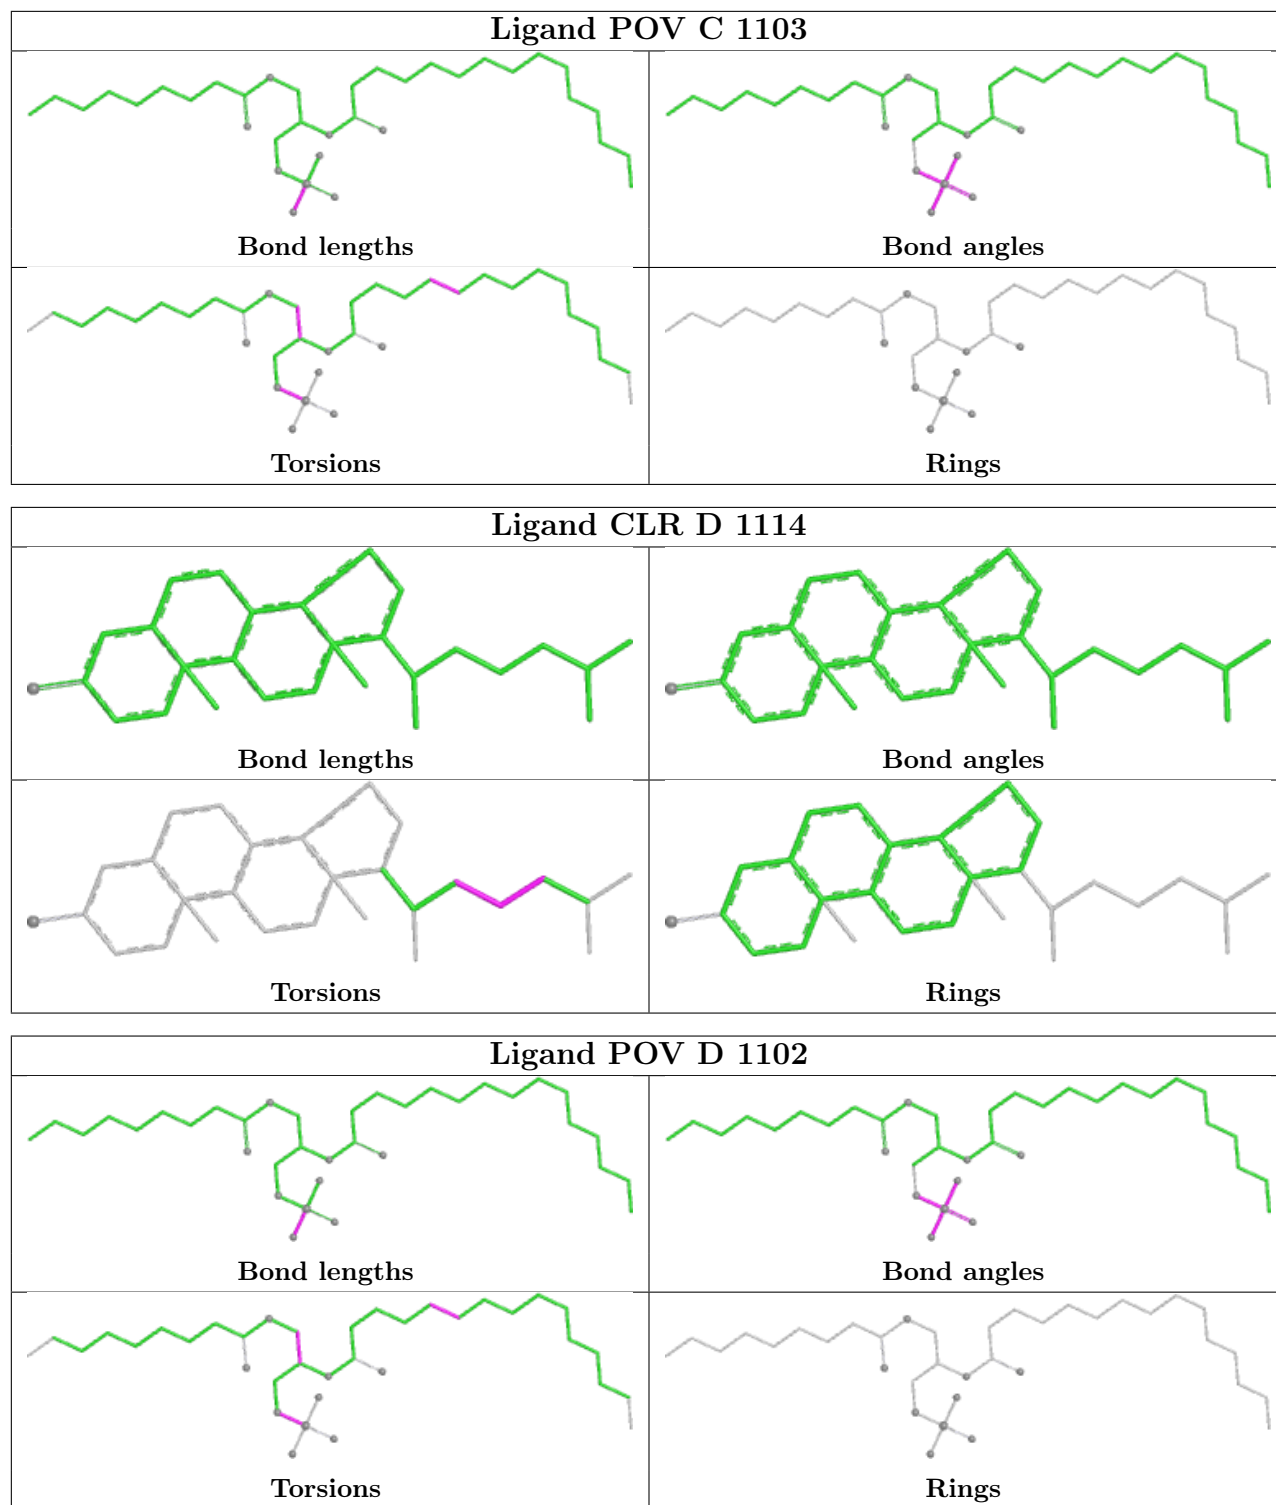 Ligand POV C 1103
Bond lengths
Bond angles
Torsions
Rings
Ligand CLR D 1114
Bond lengths
Bond angles
Torsions
Rings
Ligand POV D 1102
Bond lengths
Bond angles
Torsions
Rings